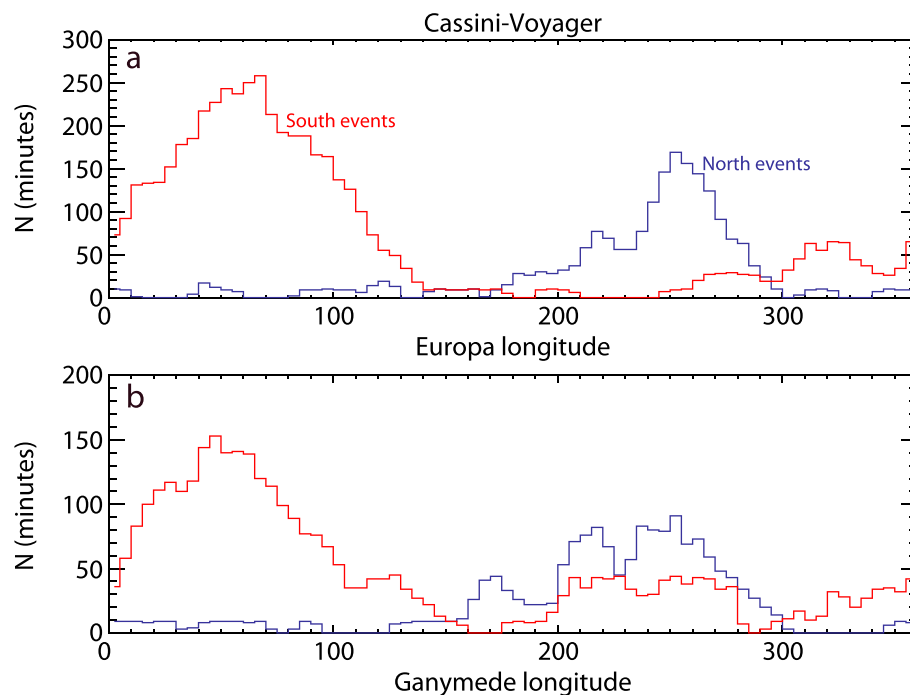 Cassini-Voyager
a
300
250
200
150
100
50
0
N (minutes)
South events
North events
0 100 200 300
Europa longitude
b
200
150
100
50
0
N (minutes)
0 100 200 300
Ganymede longitude